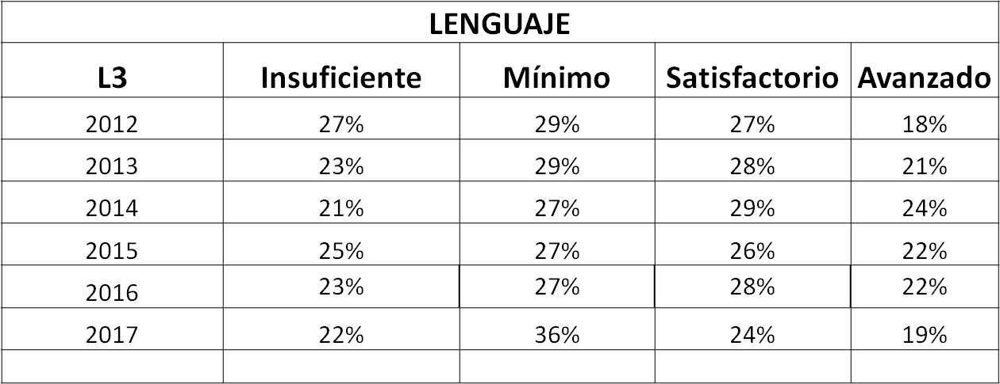 LENGUAJE
L3 Insuficiente Mínimo Satisfactorio Avanzado
2012 27% 29% 27% 18%
2013 23% 29% 28% 21%
2014 21% 27% 29% 24%
2015 25% 27% 26% 22%
2016 23% 27% 28% 22%
2017 22% 36% 24% 19%